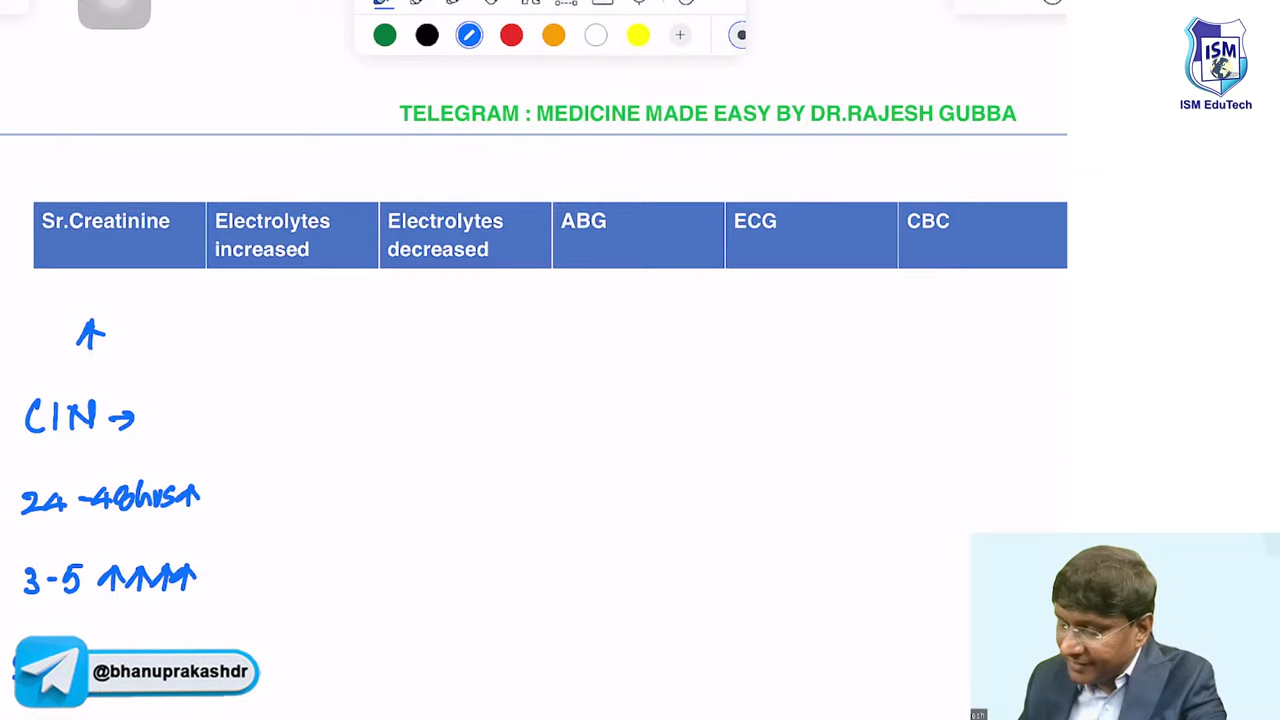 ISM
ISM EduTech
TELEGRAM : MEDICINE MADE EASY BY DR.RAJESH GUBBA
Sr.Creatinine
Electrolytes increased
Electrolytes decreased
ABG
ECG
CBC
↑
CIN →
24-48hrs↑
3-5 ↑↑↑↑
@bhanuprakashdr
esh